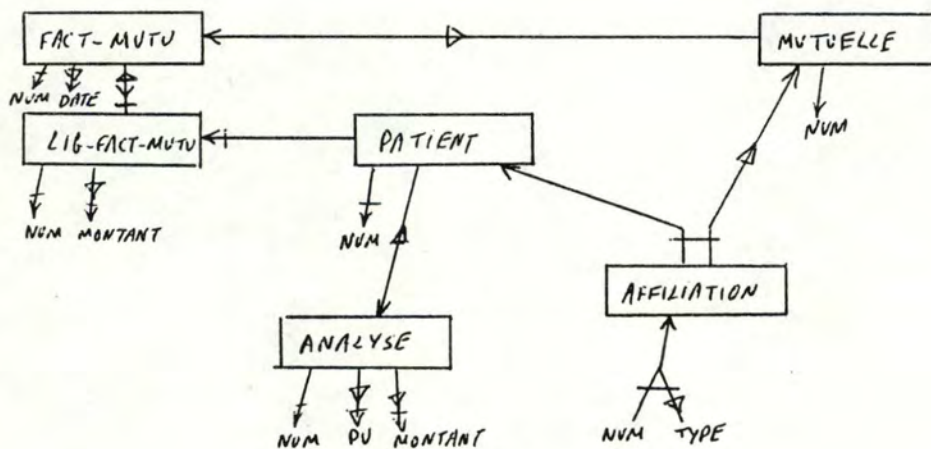 FACT-MUTU
MUTUELLE
NUM DATE
NUM
LIG-FACT-MUTU
PATIENT
NUM MONTANT
NUM
AFFILIATION
ANALYSE
NUM PU MONTANT
NUM TYPE